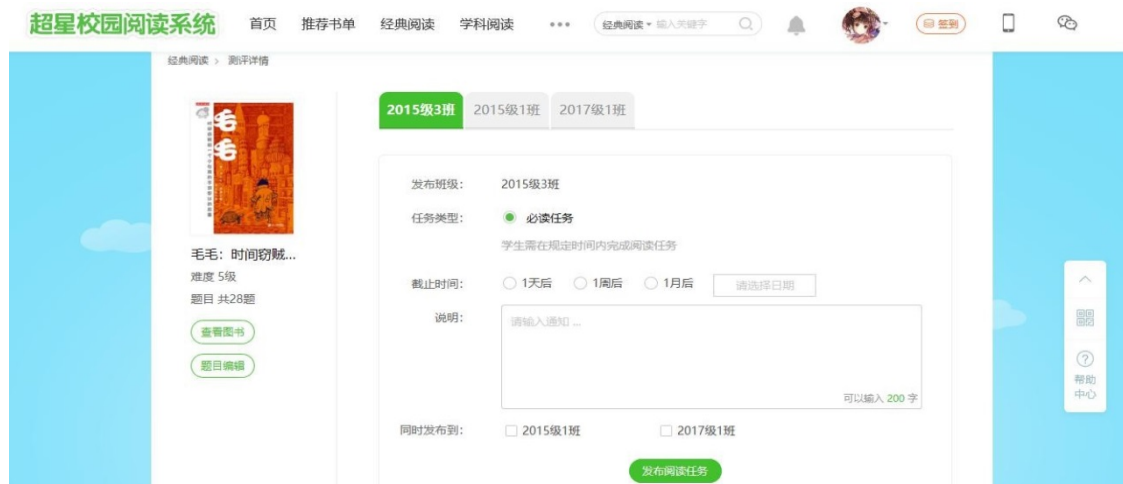 超星校园阅读系统 首页 推荐书单 经典阅读 学科阅读 ••• 经典阅读 输入关键字 签到
经典阅读 > 测评详情
毛毛
毛毛：时间窃贼...
难度 5级
题目 共28题
查看图书
题目编辑
2015级3班 2015级1班 2017级1班
发布班级： 2015级3班
任务类型： 必读任务
学生需在规定时间内完成阅读任务
截止时间： 1天后 1周后 1月后 请选择日期
说明： 请输入通知 ...
可以输入 200 字
同时发布到： 2015级1班 2017级1班
发布阅读任务
帮助
中心